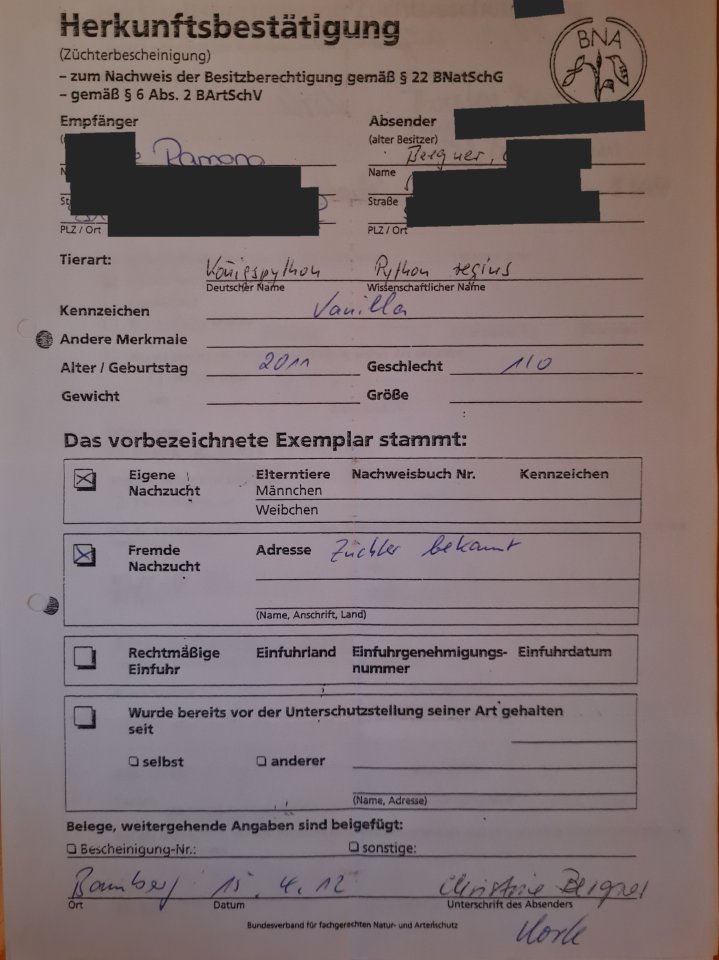 Herkunftsbestätigung
(Züchterbescheinigung)
– zum Nachweis der Besitzberechtigung gemäß § 22 BNatSchG
– gemäß § 6 Abs. 2 BArtSchV
BNA
Empfänger
Absender
(alter Besitzer)
Ramona
Bergner,
Name
Straße
PLZ / Ort
PLZ / Ort
Tierart:
Königspython Python regius
Deutscher Name Wissenschaftlicher Name
Kennzeichen Vanilla
Andere Merkmale
Alter / Geburtstag 2011 Geschlecht 1/0
Gewicht Größe
Das vorbezeichnete Exemplar stammt:
Eigene Nachzucht
Elterntiere Nachweisbuch Nr. Kennzeichen
Männchen
Weibchen
Fremde Nachzucht
Adresse Züchter bekannt
(Name, Anschrift, Land)
Rechtmäßige Einfuhr
Einfuhrland Einfuhrgenehmigungs-nummer Einfuhrdatum
Wurde bereits vor der Unterschutzstellung seiner Art gehalten
seit
selbst anderer
(Name, Adresse)
Belege, weitergehende Angaben sind beigefügt:
Bescheinigung-Nr.: sonstige:
Bamberg 15.4.12 Christine Bergner
Ort Datum Unterschrift des Absenders
Bundesverband für fachgerechten Natur- und Artenschutz